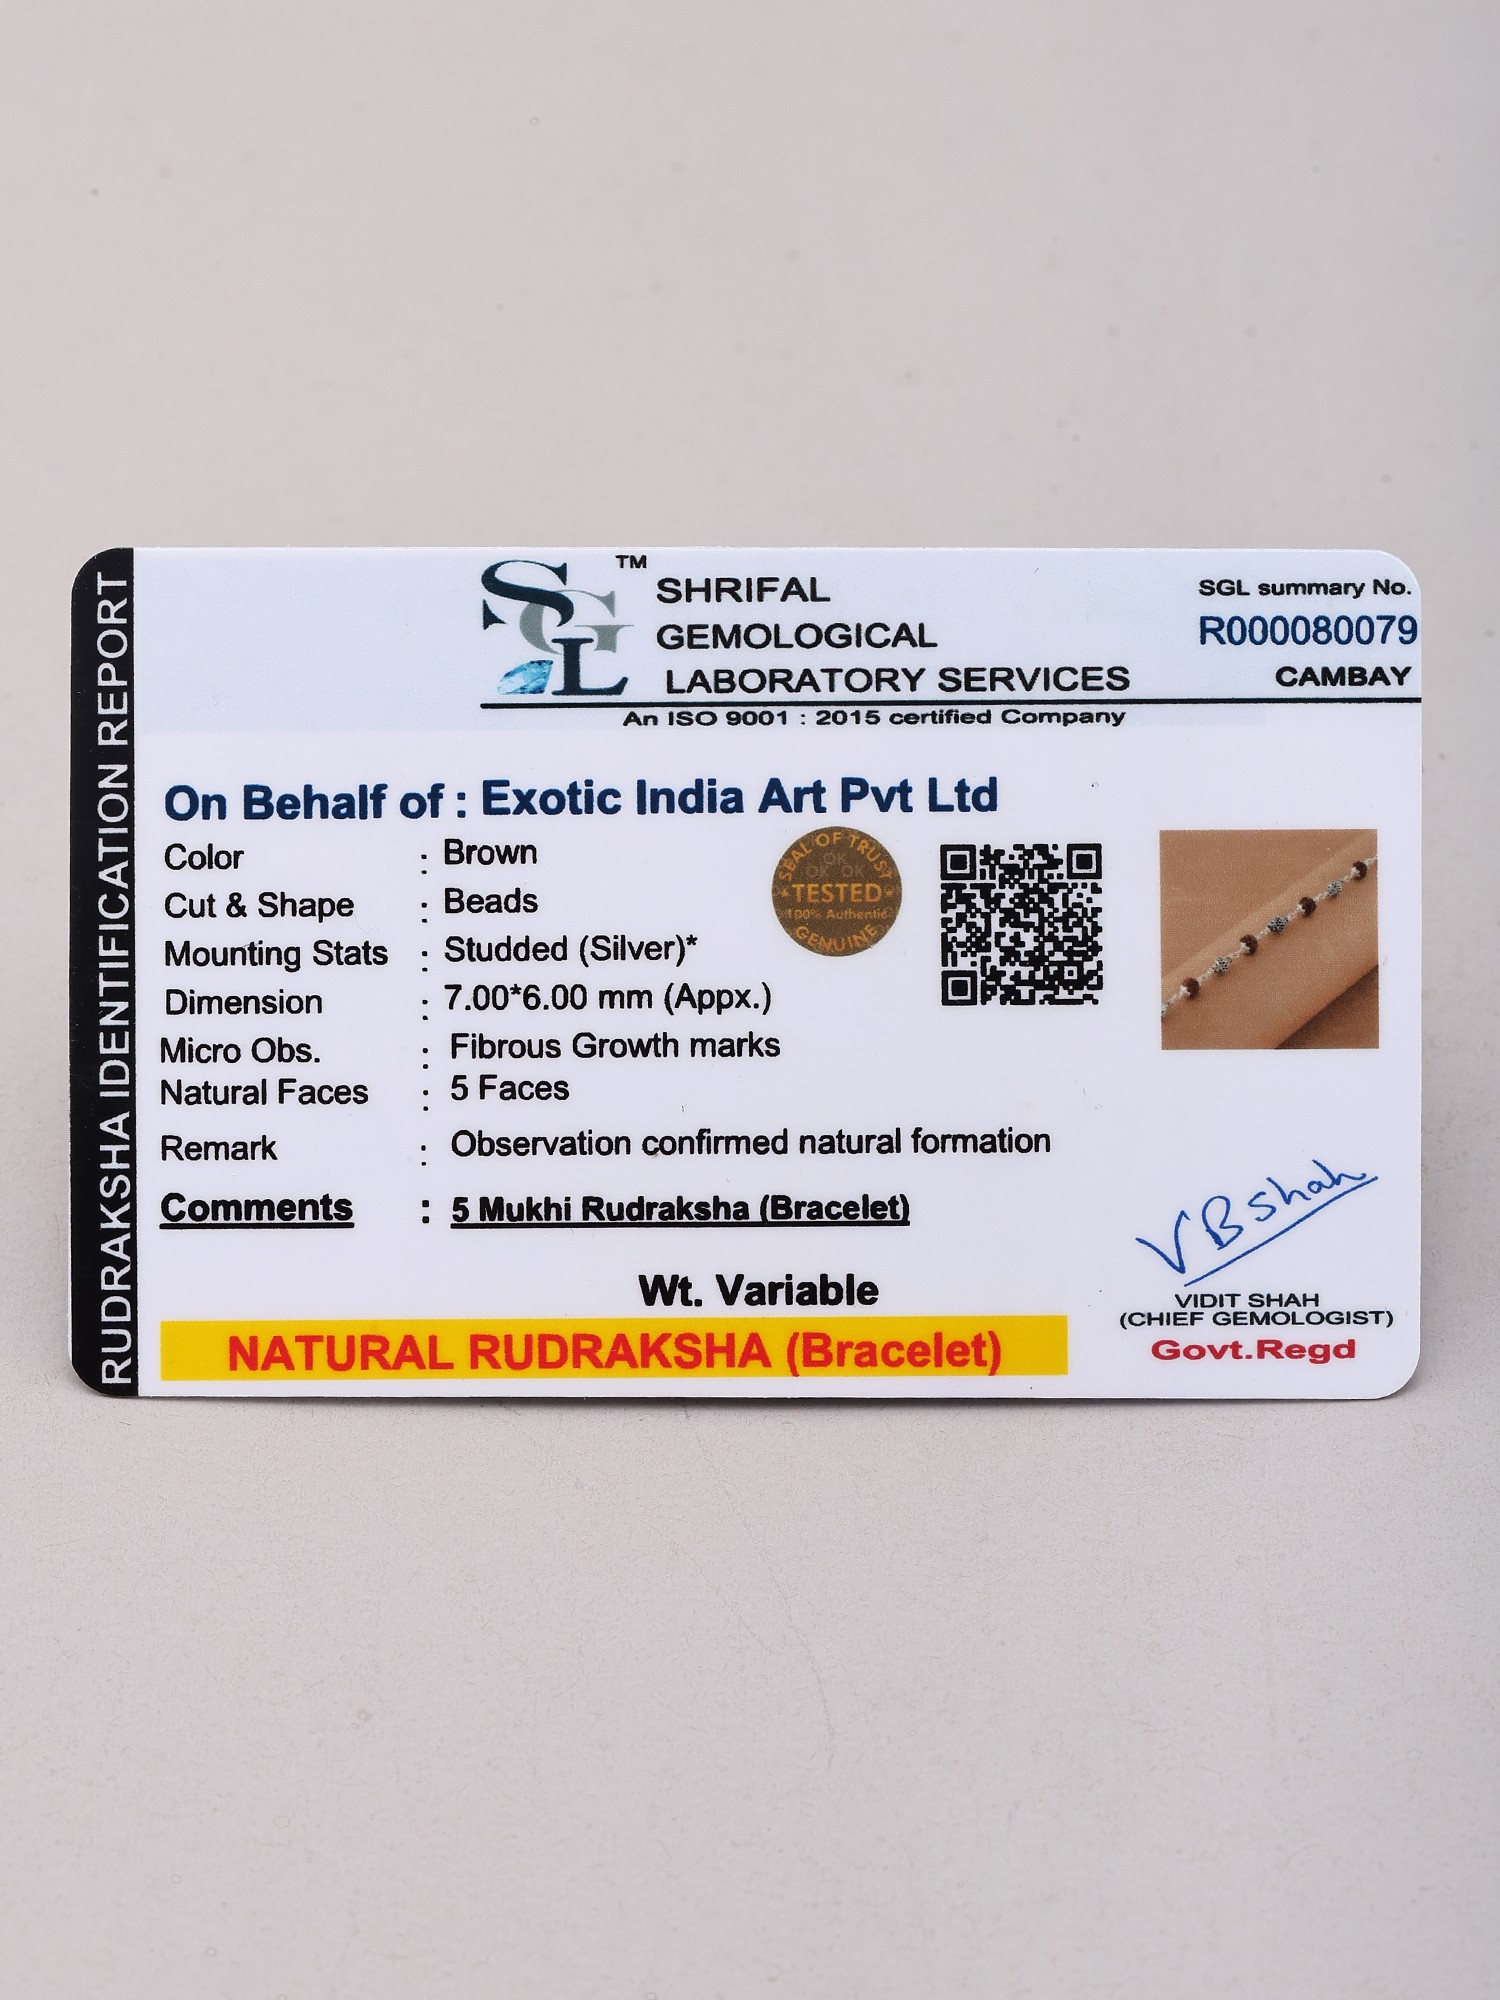 RUDRAKSHA IDENTIFICATION REPORT
SGL
TM
SHRIFAL
GEMOLOGICAL
LABORATORY SERVICES
An ISO 9001 : 2015 certified Company
SGL summary No.
R000080079
CAMBAY
On Behalf of : Exotic India Art Pvt Ltd
Color : Brown
Cut & Shape : Beads
Mounting Stats : Studded (Silver)*
Dimension : 7.00*6.00 mm (Appx.)
Micro Obs. : Fibrous Growth marks
Natural Faces : 5 Faces
Remark : Observation confirmed natural formation
Comments : 5 Mukhi Rudraksha (Bracelet)
SEAL OF TRUST
OK
OK OK
TESTED
100% Authentic
GENUINE
Wt. Variable
NATURAL RUDRAKSHA (Bracelet)
VBshah
VIDIT SHAH
(CHIEF GEMOLOGIST)
Govt.Regd